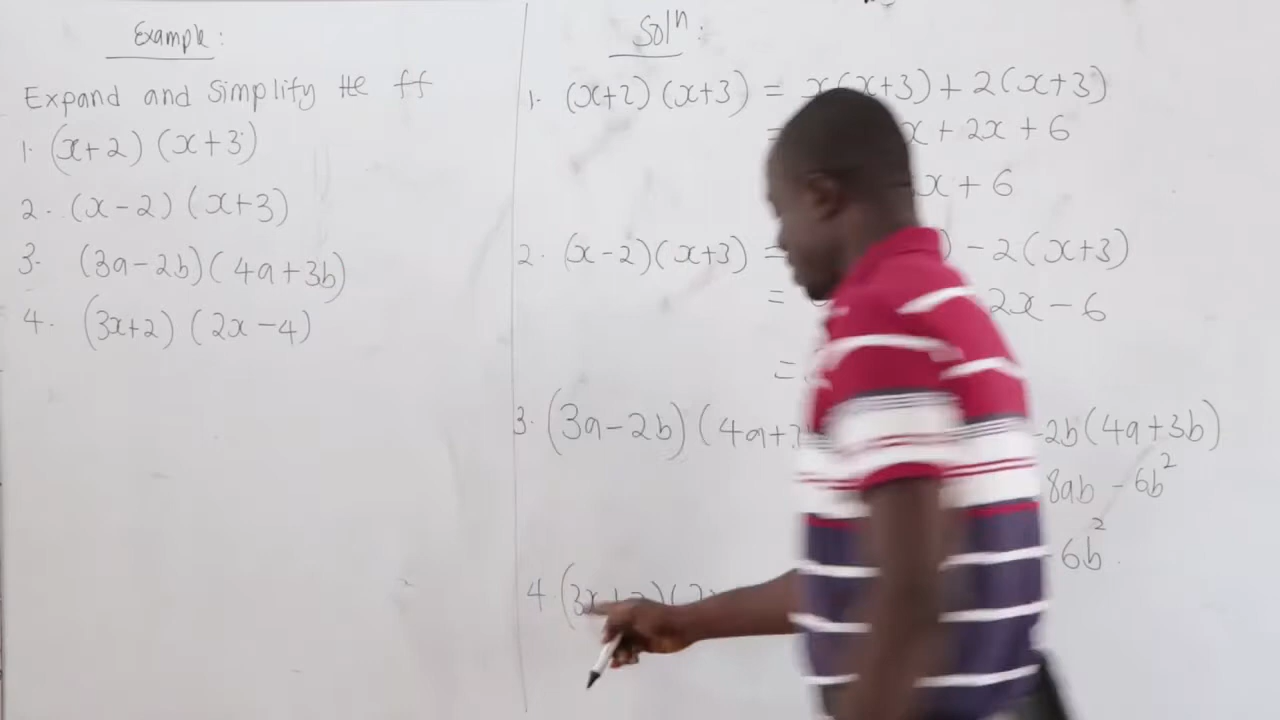 Example:
Expand and Simplify the ff
1. (x+2) (x+3)
2. (x-2) (x+3)
3. (3a-2b) (4a+3b)
4. (3x+2) (2x-4)
Solⁿ:
1. (x+2) (x+3) = x(x+3) + 2(x+3)
= x + 2x + 6
x + 6
2. (x-2)(x+3) = ) - 2(x+3)
= 2x - 6
=
3. (3a-2b) (4a+ -2b(4a+3b)
8ab - 6b²
6b²
4. (3x+2)(2x